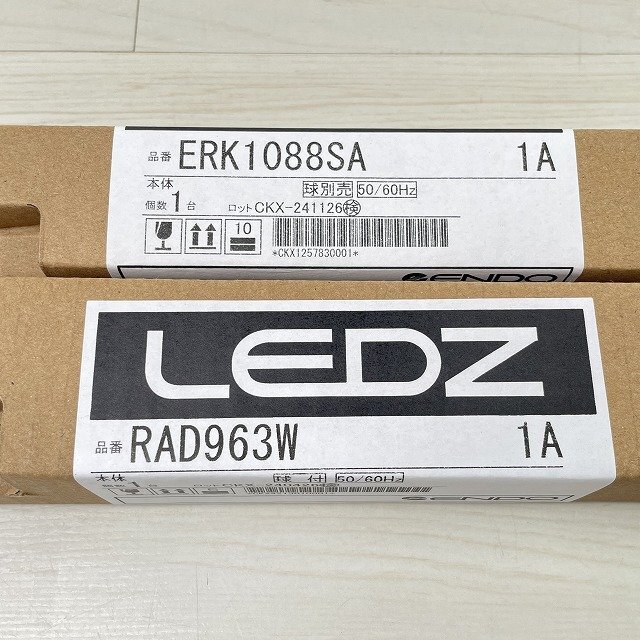 品番 ERK1088SA 1A
本体 球別売 50/60Hz
個数 1 台 ロット CKX-241126 検
10
*CKX1257830001*
ENDO
LEDZ
品番 RAD963W 1A
本体 球付 50/60Hz
ENDO